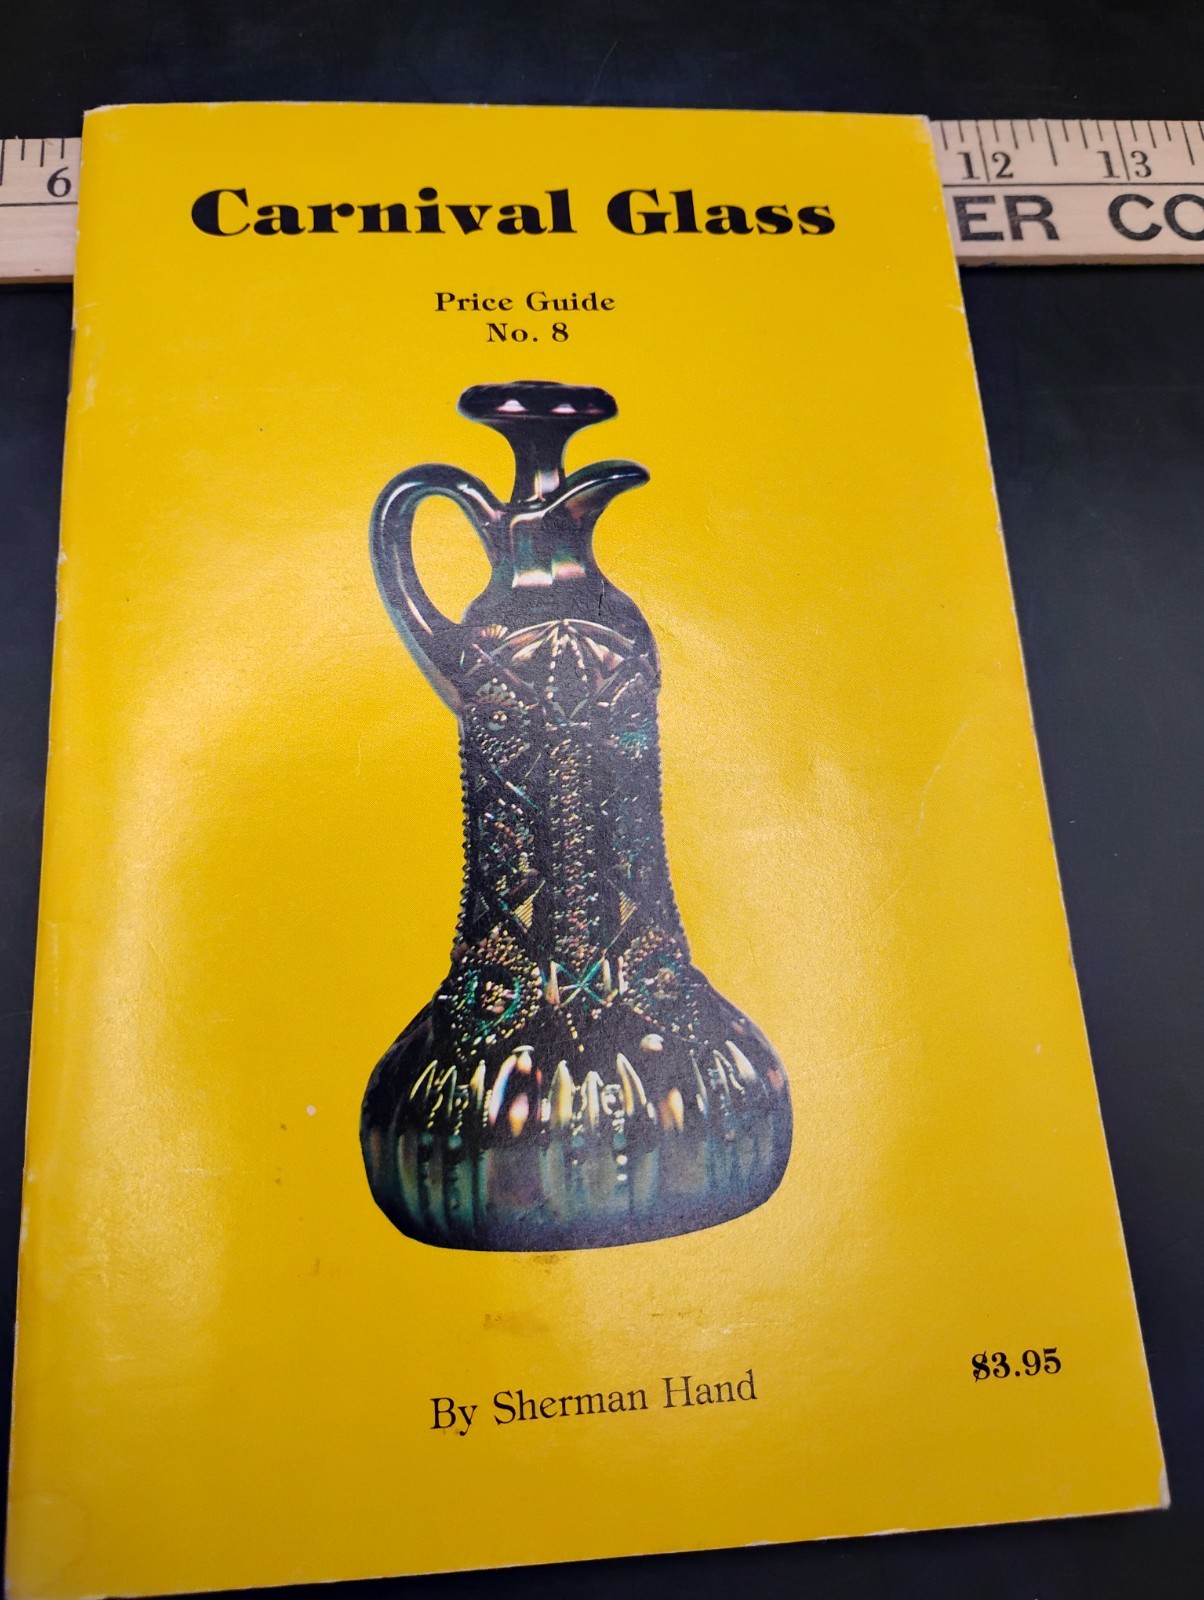 Carnival Glass
Price Guide
No. 8
By Sherman Hand
$3.95
6
12 13
ER CO